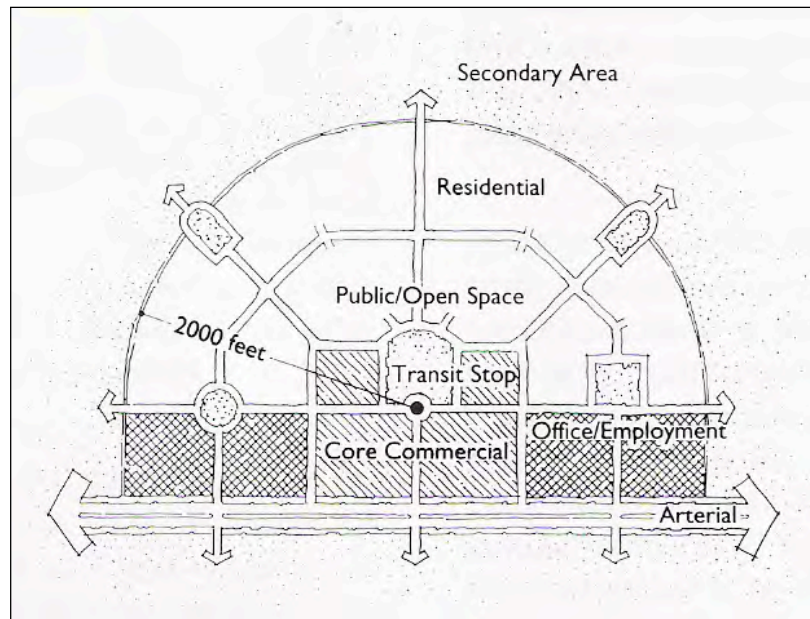 Secondary Area
Residential
Public/Open Space
2000 feet
Transit Stop
Office/Employment
Core Commercial
Arterial